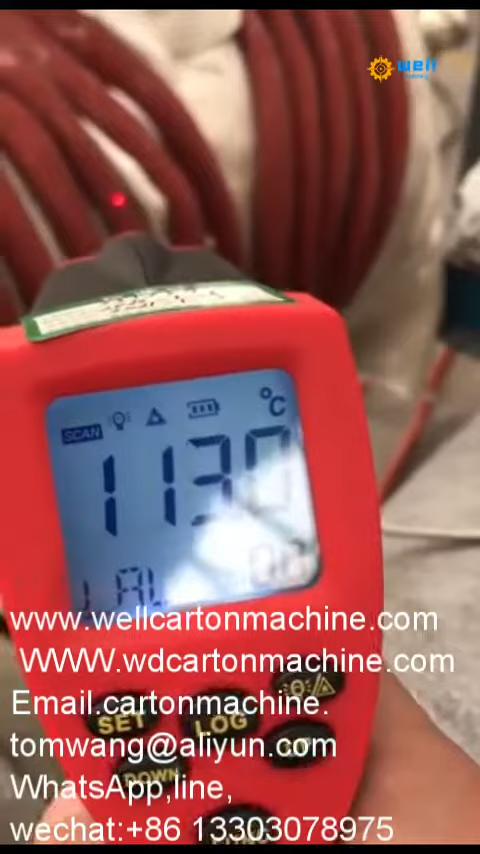 well
°C
SCAN
1130
www.wellcartonmachine.com
WWW.wdcartonmachine.com
Email.cartonmachine.
tomwang@aliyun.com
WhatsApp,line,
wechat:+86 13303078975
SET
LOG
DOWN